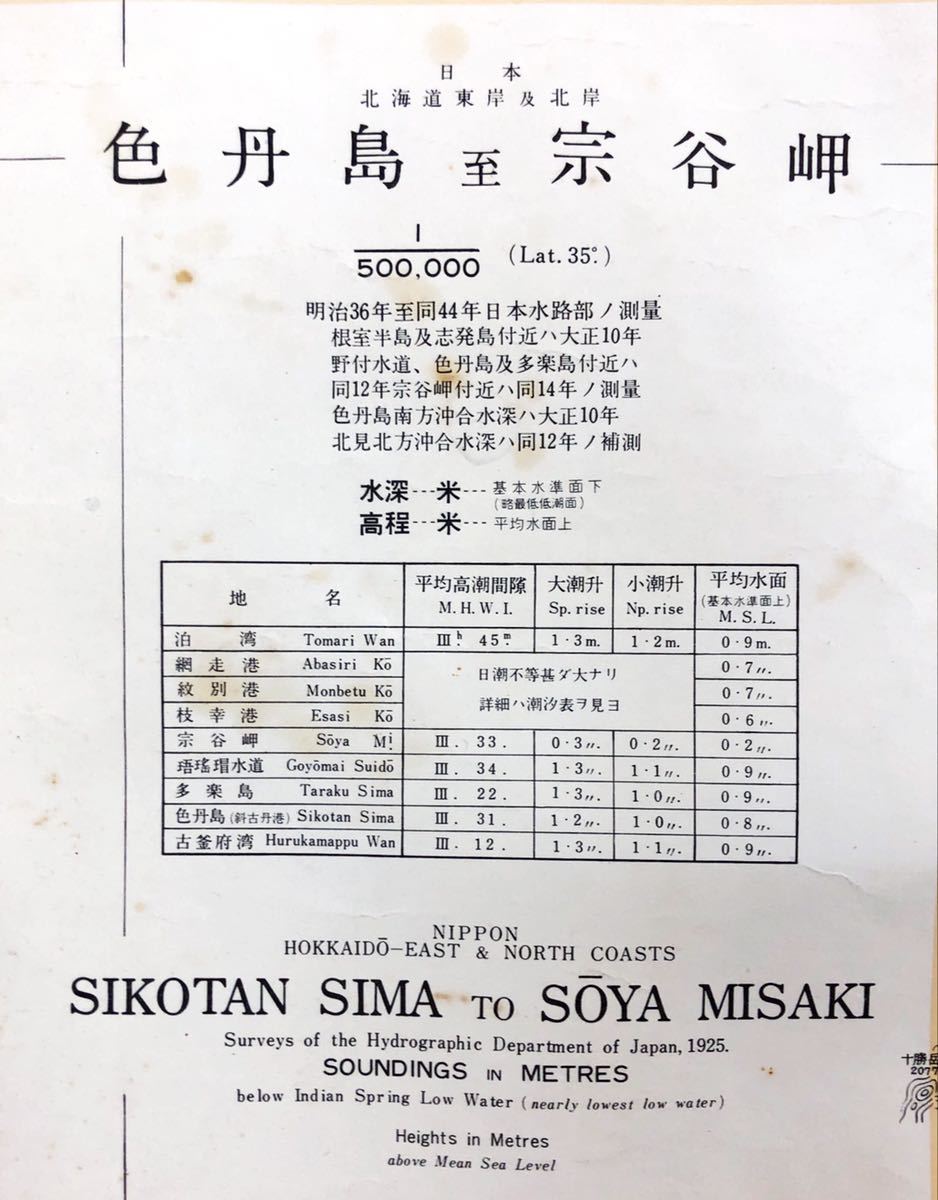 日本
北海道東岸及北岸
色丹島至宗谷岬
1
500,000
(Lat. 35°.)
明治36年至同44年日本水路部ノ測量
根室半島及志発島付近ハ大正10年
野付水道、色丹島及多楽島付近ハ
同12年宗谷岬付近ハ同14年ノ測量
色丹島南方沖合水深ハ大正10年
北見北方沖合水深ハ同12年ノ補測
水深---米--- 基本水準面下
(略最低低潮面)
高程---米--- 平均水面上
地名 平均高潮間隙 大潮升 小潮升 平均水面
(基本水準面上)
M. H. W. I. Sp. rise Np. rise M. S. L.
泊湾 Tomari Wan Ⅲh. 45m. 1·3m. 1·2m. 0·9m.
網走港 Abasiri Kō 0·7〃.
紋別港 Monbetu Kō 0·7〃.
枝幸港 Esasi Kō 0·6〃.
日潮不等甚ダ大ナリ
詳細ハ潮汐表ヲ見ヨ
宗谷岬 Sōya Mi. Ⅲ. 33. 0·3〃. 0·2〃. 0·2〃.
珸瑤瑁水道 Goyōmai Suidō Ⅲ. 34. 1·3〃. 1·1〃. 0·9〃.
多楽島 Taraku Sima Ⅲ. 22. 1·3〃. 1·0〃. 0·9〃.
色丹島(斜古丹港) Sikotan Sima Ⅲ. 31. 1·2〃. 1·0〃. 0·8〃.
古釜府湾 Hurukamappu Wan Ⅲ. 12. 1·3〃. 1·1〃. 0·9〃.
NIPPON
HOKKAIDŌ-EAST & NORTH COASTS
SIKOTAN SIMA TO SŌYA MISAKI
Surveys of the Hydrographic Department of Japan, 1925.
SOUNDINGS IN METRES
below Indian Spring Low Water (nearly lowest low water)
Heights in Metres
above Mean Sea Level
十勝岳
2077